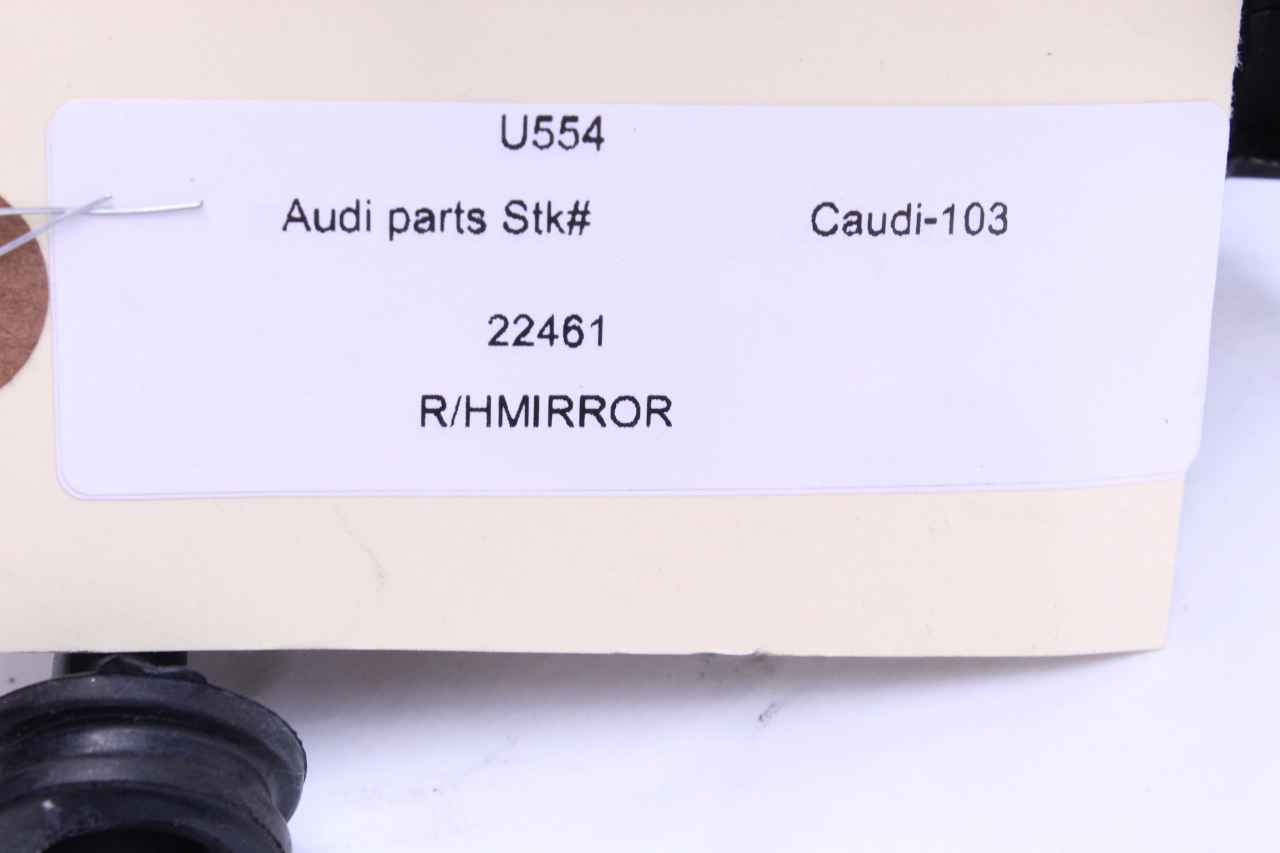 U554
Audi parts Stk# Caudi-103
22461
R/HMIRROR